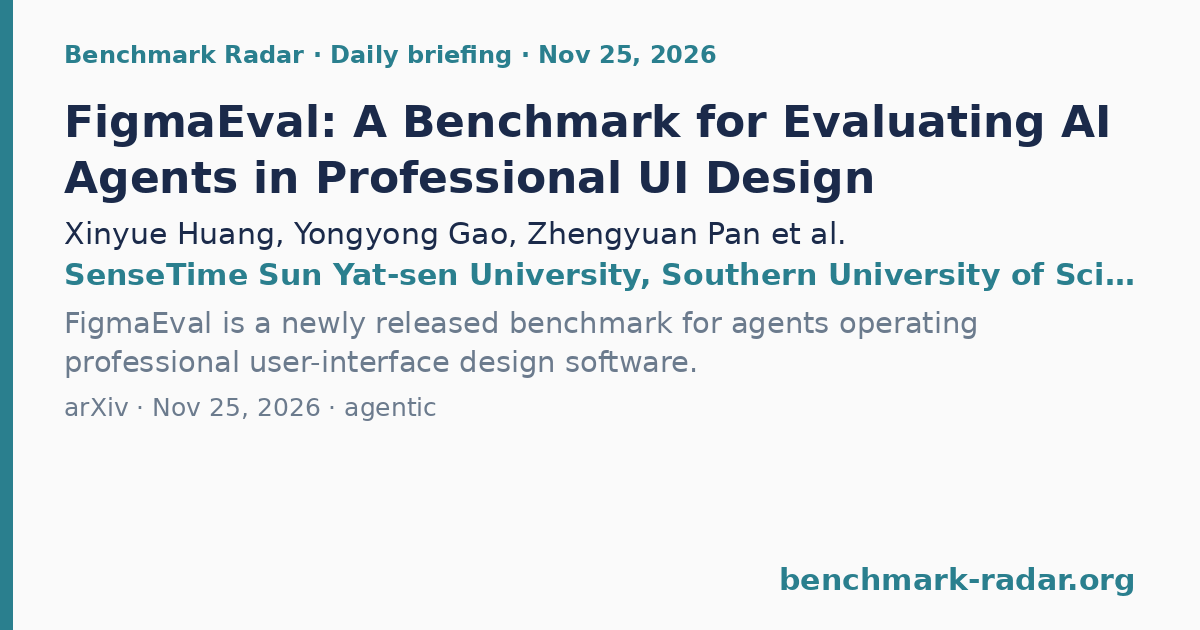 Benchmark Radar · Daily briefing · Nov 25, 2026
FigmaEval: A Benchmark for Evaluating AI
Agents in Professional UI Design
Xinyue Huang, Yongyong Gao, Zhengyuan Pan et al.
SenseTime Sun Yat-sen University, Southern University of Sci…
FigmaEval is a newly released benchmark for agents operating
professional user-interface design software.
arXiv · Nov 25, 2026 · agentic
benchmark-radar.org